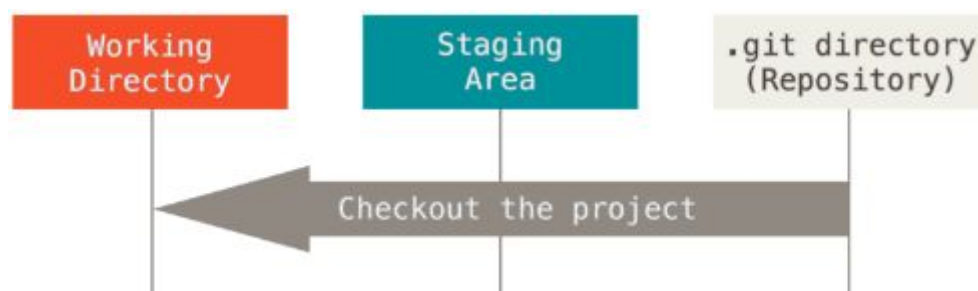 Working
Directory
Staging
Area
.git directory
(Repository)
Checkout the project